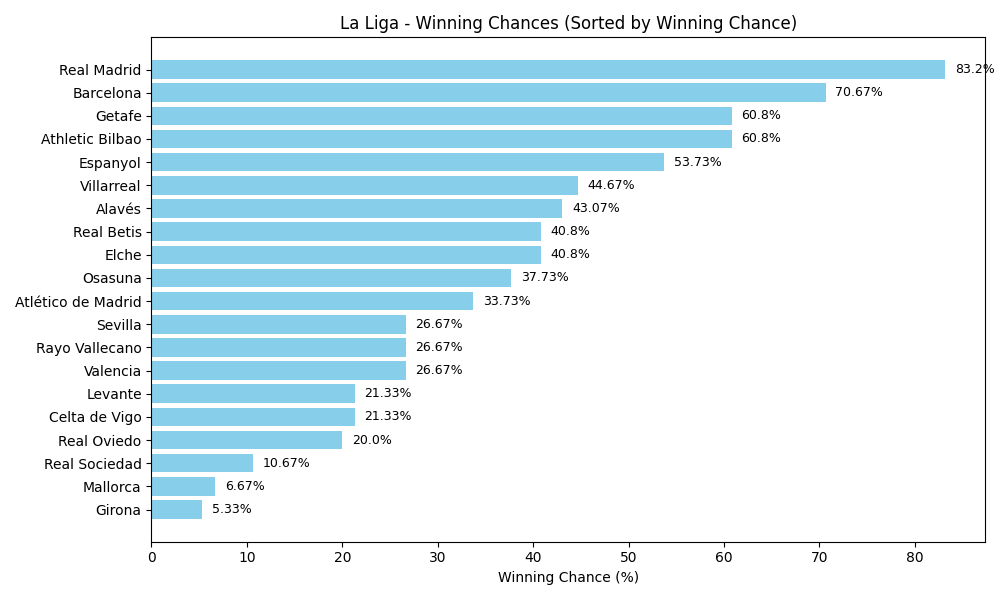 La Liga - Winning Chances (Sorted by Winning Chance)
Real Madrid 83.2%
Barcelona 70.67%
Getafe 60.8%
Athletic Bilbao 60.8%
Espanyol 53.73%
Villarreal 44.67%
Alavés 43.07%
Real Betis 40.8%
Elche 40.8%
Osasuna 37.73%
Atlético de Madrid 33.73%
Sevilla 26.67%
Rayo Vallecano 26.67%
Valencia 26.67%
Levante 21.33%
Celta de Vigo 21.33%
Real Oviedo 20.0%
Real Sociedad 10.67%
Mallorca 6.67%
Girona 5.33%
0 10 20 30 40 50 60 70 80
Winning Chance (%)